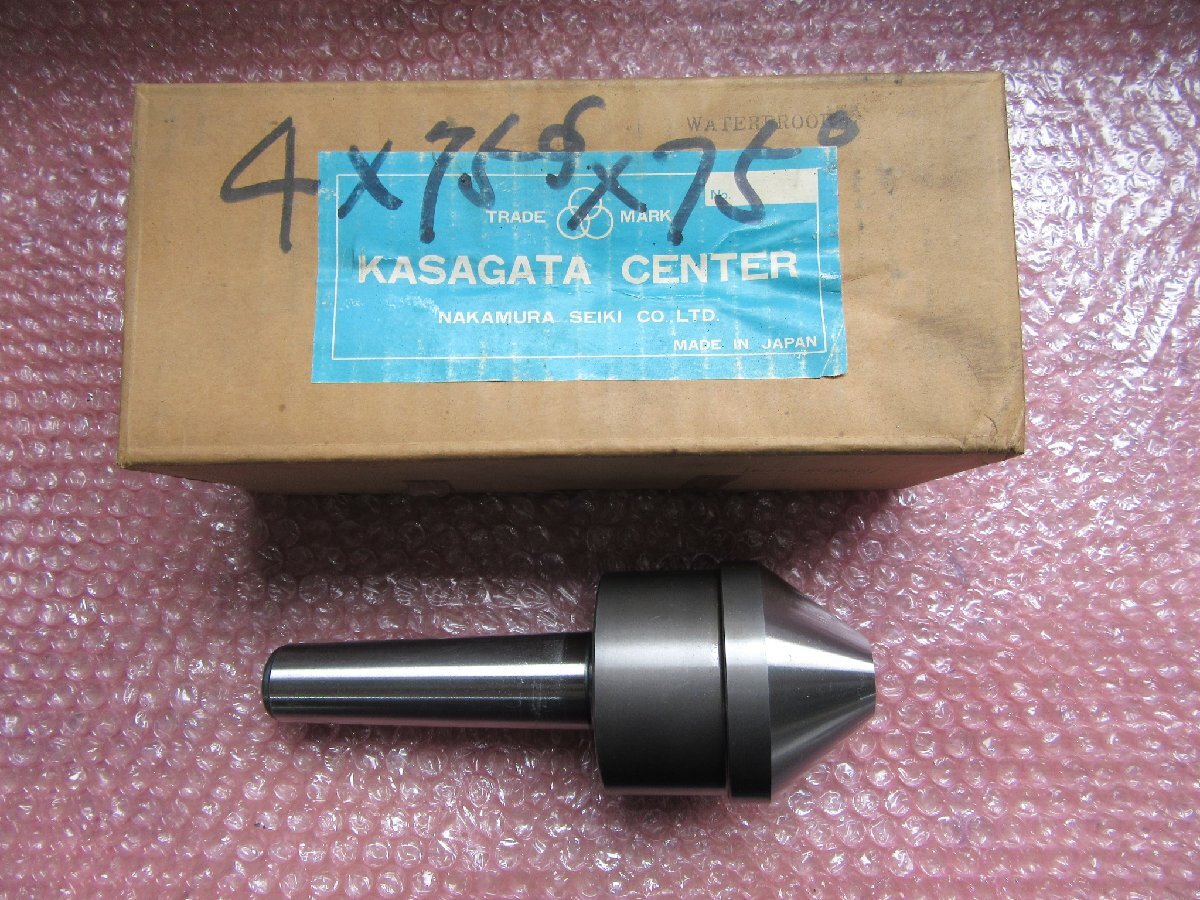 WATERPROOF
4 x 75φ x 75°
No.
TRADE MARK
KASAGATA CENTER
NAKAMURA SEIKI CO., LTD.
MADE IN JAPAN